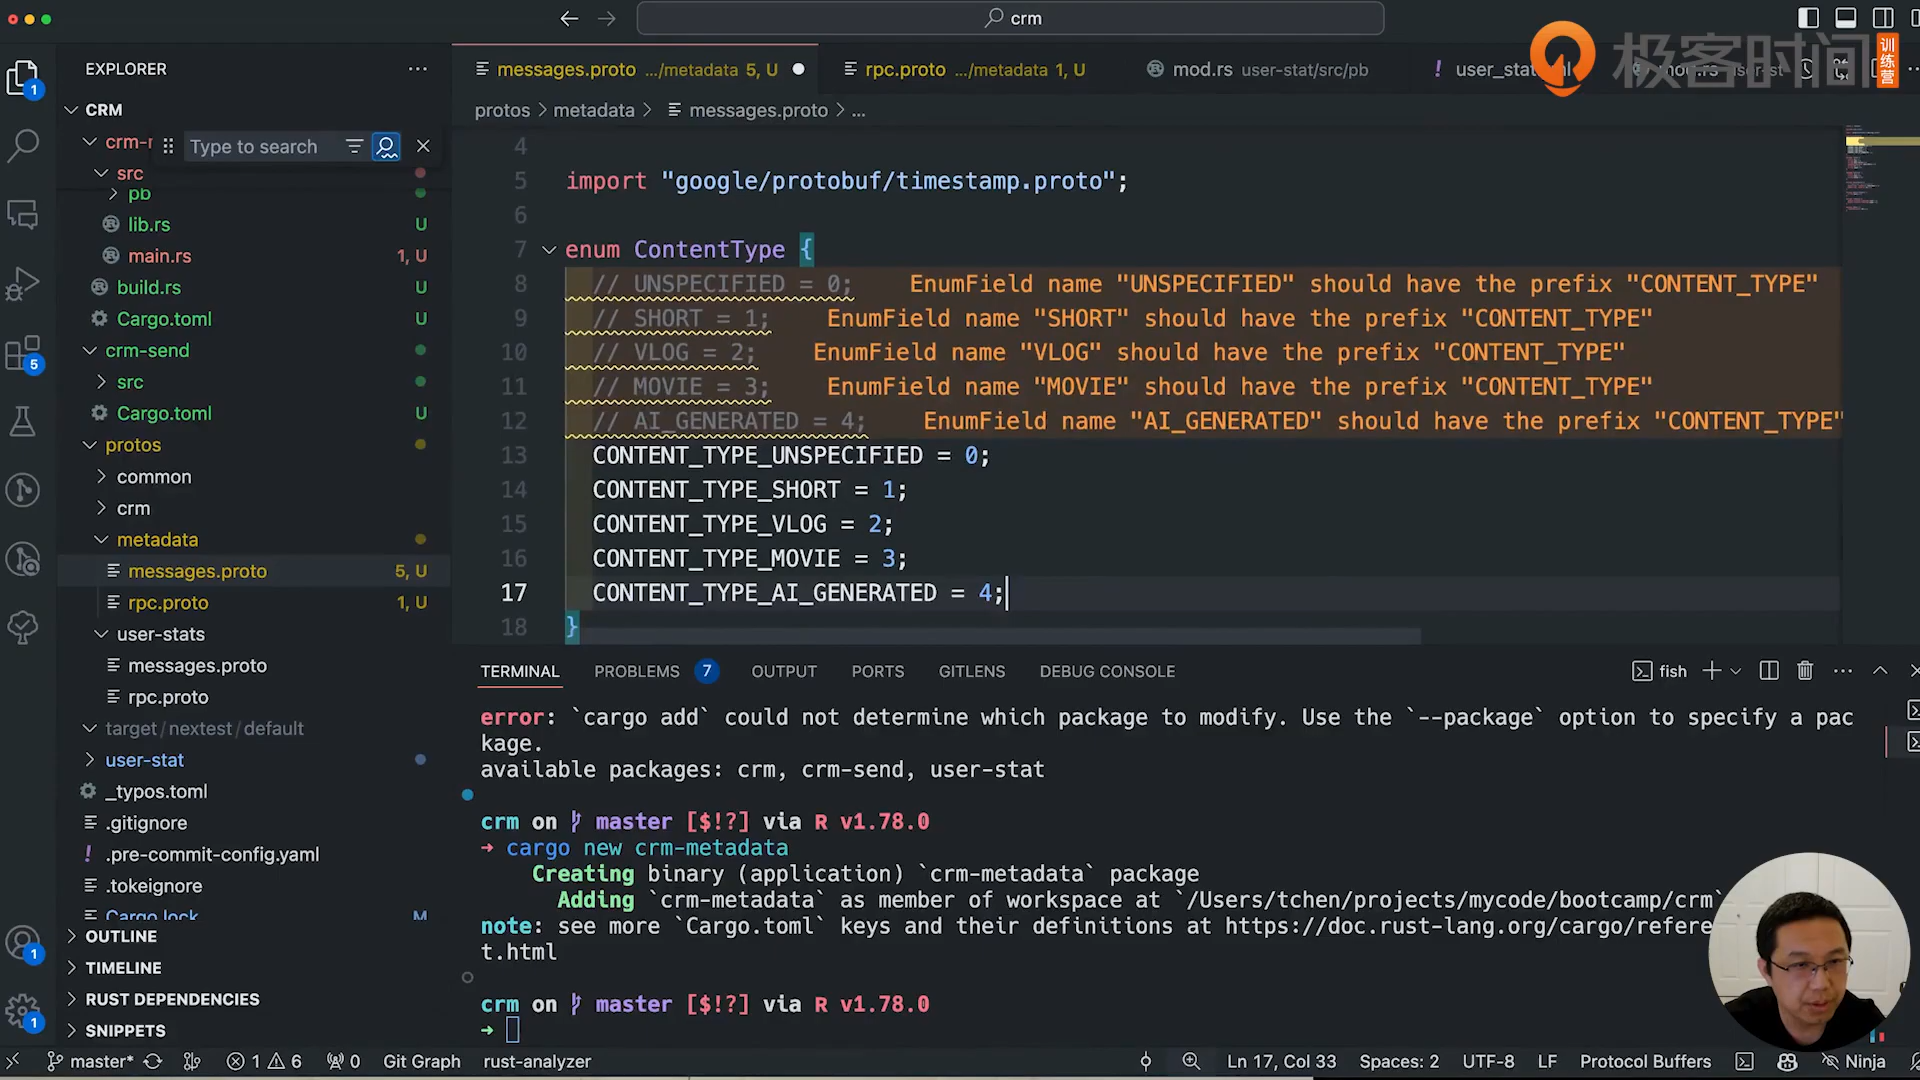 crm
EXPLORER
CRM
crm-
Type to search
src
pb
lib.rs U
main.rs 1, U
build.rs U
Cargo.toml U
crm-send
src
Cargo.toml U
protos
common
crm
metadata
messages.proto 5, U
rpc.proto 1, U
user-stats
messages.proto
rpc.proto
target/nextest/default
user-stat
_typos.toml
.gitignore
.pre-commit-config.yaml
.tokeignore
Cargo.lock M
OUTLINE
TIMELINE
RUST DEPENDENCIES
SNIPPETS
1
5
1
1
messages.proto .../metadata 5, U
rpc.proto .../metadata 1, U
mod.rs user-stat/src/pb
! user_stat
极客时间
训练营
protos > metadata > messages.proto > ...
4
5 import "google/protobuf/timestamp.proto";
6
7 enum ContentType {
8 // UNSPECIFIED = 0; EnumField name "UNSPECIFIED" should have the prefix "CONTENT_TYPE"
9 // SHORT = 1; EnumField name "SHORT" should have the prefix "CONTENT_TYPE"
10 // VLOG = 2; EnumField name "VLOG" should have the prefix "CONTENT_TYPE"
11 // MOVIE = 3; EnumField name "MOVIE" should have the prefix "CONTENT_TYPE"
12 // AI_GENERATED = 4; EnumField name "AI_GENERATED" should have the prefix "CONTENT_TYPE"
13 CONTENT_TYPE_UNSPECIFIED = 0;
14 CONTENT_TYPE_SHORT = 1;
15 CONTENT_TYPE_VLOG = 2;
16 CONTENT_TYPE_MOVIE = 3;
17 CONTENT_TYPE_AI_GENERATED = 4;
18 }
TERMINAL PROBLEMS 7 OUTPUT PORTS GITLENS DEBUG CONSOLE
fish
error: `cargo add` could not determine which package to modify. Use the `--package` option to specify a pac
kage.
available packages: crm, crm-send, user-stat
crm on master [$!?] via R v1.78.0
➜ cargo new crm-metadata
Creating binary (application) `crm-metadata` package
Adding `crm-metadata` as member of workspace at `/Users/tchen/projects/mycode/bootcamp/crm`
note: see more `Cargo.toml` keys and their definitions at https://doc.rust-lang.org/cargo/refere
t.html
crm on master [$!?] via R v1.78.0
➜
master* 1 6 0 Git Graph rust-analyzer
Ln 17, Col 33 Spaces: 2 UTF-8 LF Protocol Buffers Ninja